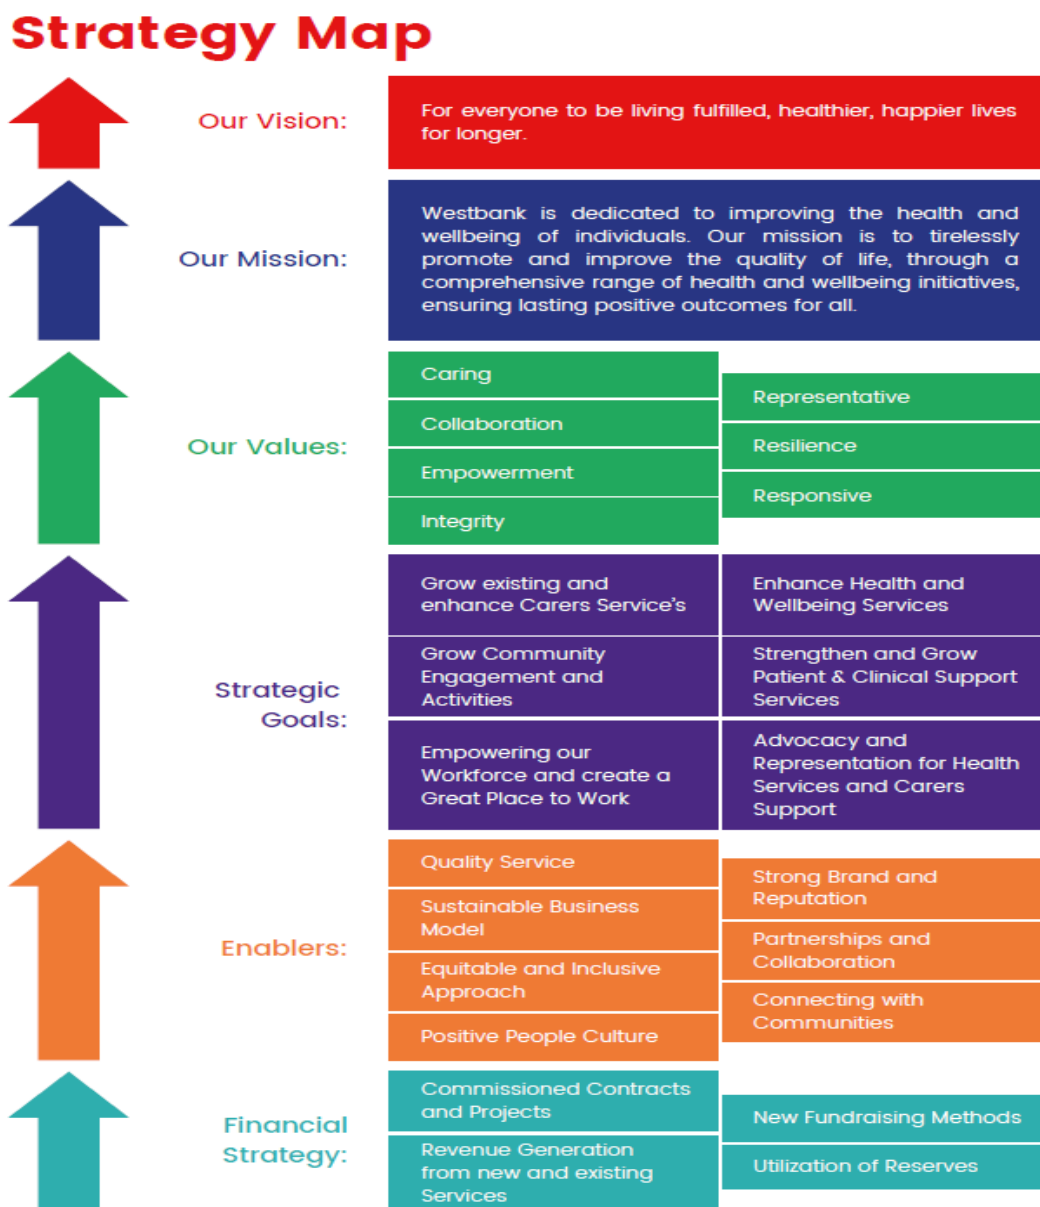 Strategy Map
Our Vision:
For everyone to be living fulfilled, healthier, happier lives
for longer.
Our Mission:
Westbank is dedicated to improving the health and
wellbeing of individuals. Our mission is to tirelessly
promote and improve the quality of life, through a
comprehensive range of health and wellbeing initiatives,
ensuring lasting positive outcomes for all.
Our Values:
Caring
Collaboration
Empowerment
Integrity
Representative
Resilience
Responsive
Strategic
Goals:
Grow existing and
enhance Carers Service’s
Grow Community
Engagement and
Activities
Empowering our
Workforce and create a
Great Place to Work
Enhance Health and
Wellbeing Services
Strengthen and Grow
Patient & Clinical Support
Services
Advocacy and
Representation for Health
Services and Carers
Support
Enablers:
Quality Service
Sustainable Business
Model
Equitable and Inclusive
Approach
Positive People Culture
Strong Brand and
Reputation
Partnerships and
Collaboration
Connecting with
Communities
Financial
Strategy:
Commissioned Contracts
and Projects
Revenue Generation
from new and existing
Services
New Fundraising Methods
Utilization of Reserves